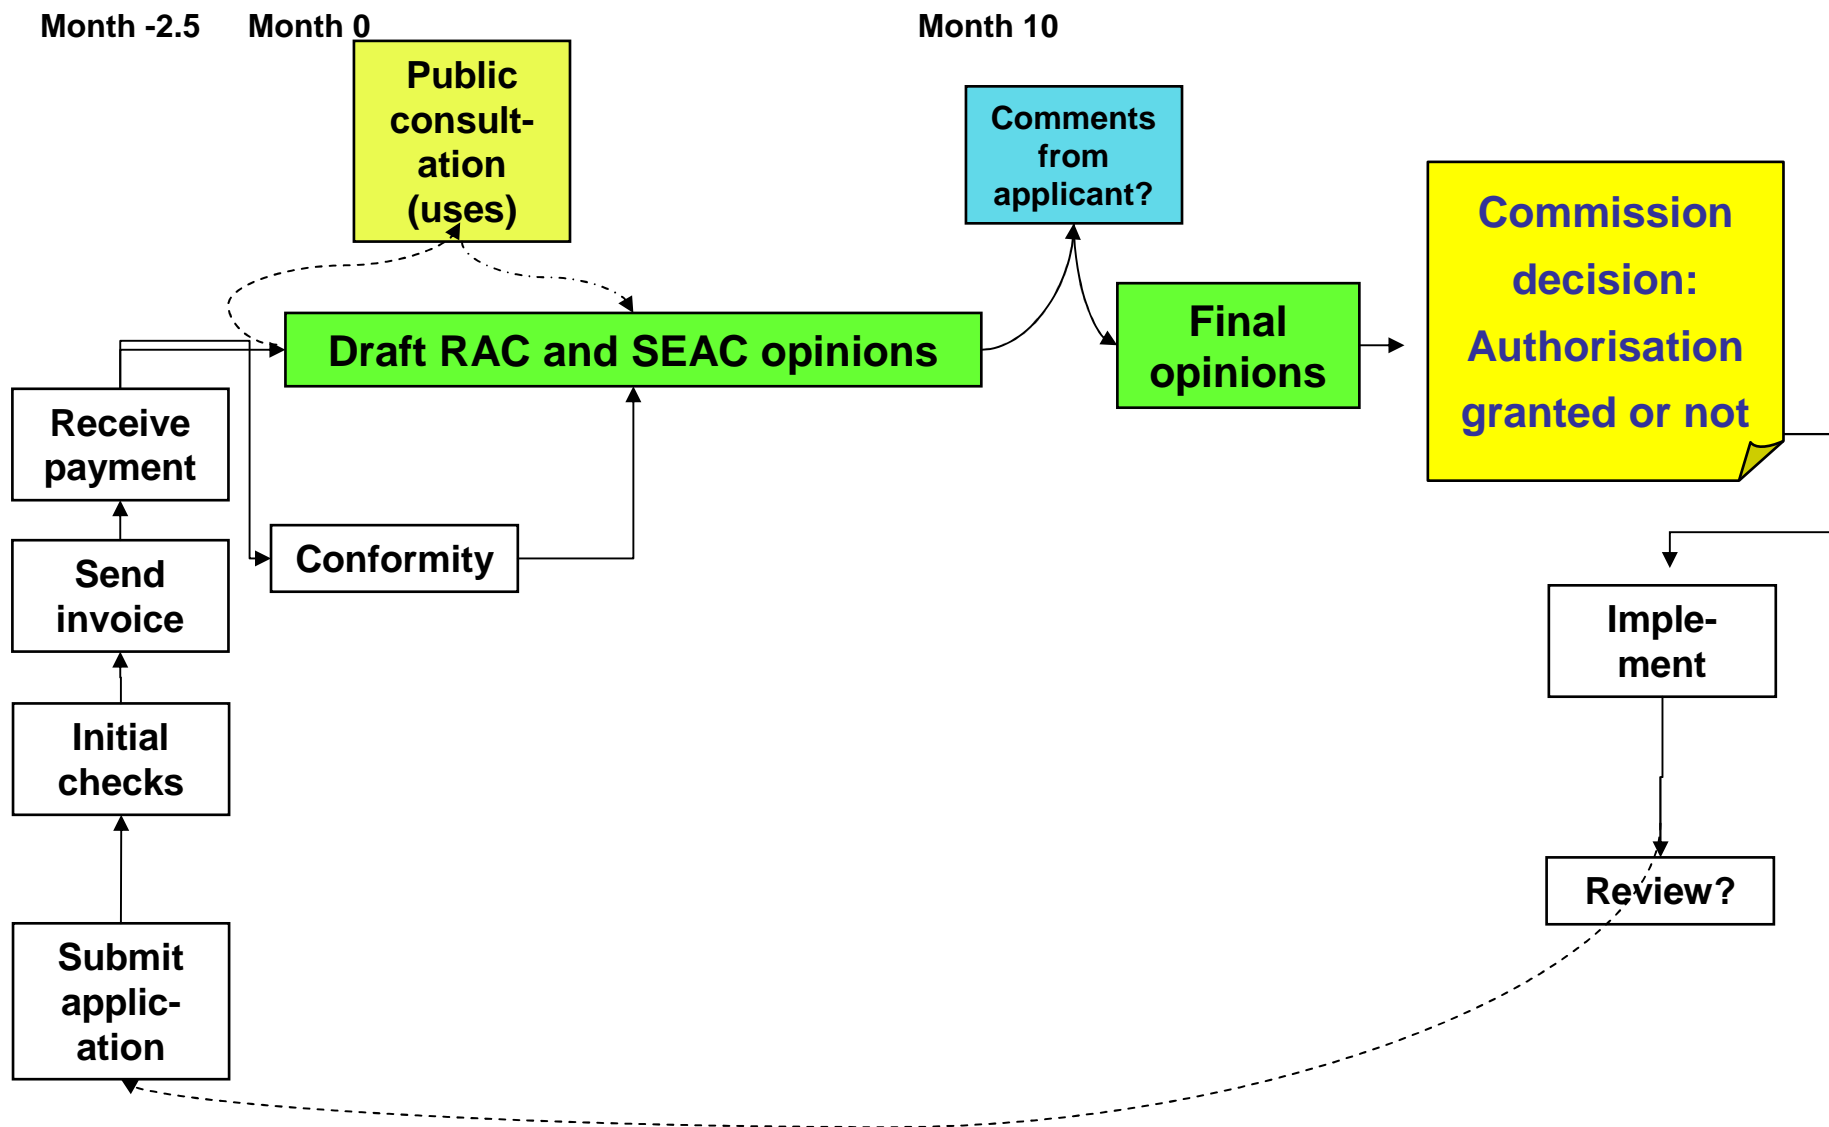 Month -2.5
Month 0
Month 10
Public
consult-
ation
(uses)
Comments
from
applicant?
Commission
decision:
Authorisation
granted or not
Final
opinions
Draft RAC and SEAC opinions
Receive
payment
Conformity
Send
invoice
Imple-
ment
Initial
checks
Review?
Submit
applic-
ation